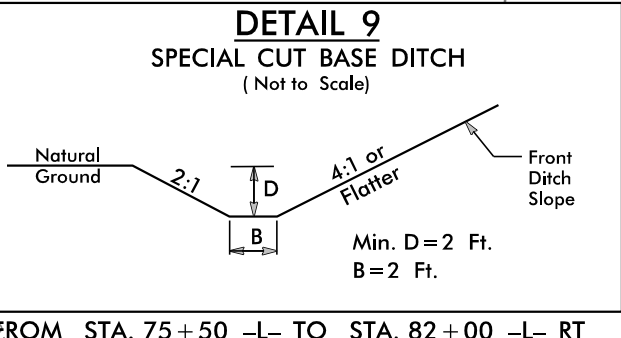 DETAIL 9
SPECIAL CUT BASE DITCH
( Not to Scale)
Natural
Ground
2:1
D
B
4:1 or
Flatter
Front
Ditch
Slope
Min. D=2 Ft.
B=2 Ft.
FROM STA. 75+50 -L- TO STA. 82+00 -L- RT